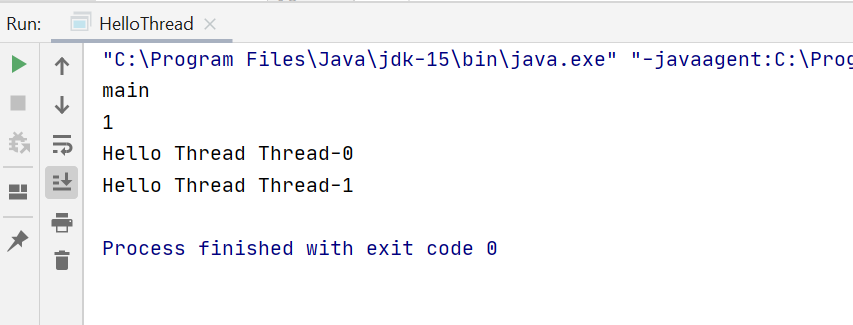 Run: HelloThread
"C:\Program Files\Java\jdk-15\bin\java.exe" "-javaagent:C:\Prog
main
1
Hello Thread Thread-0
Hello Thread Thread-1
Process finished with exit code 0